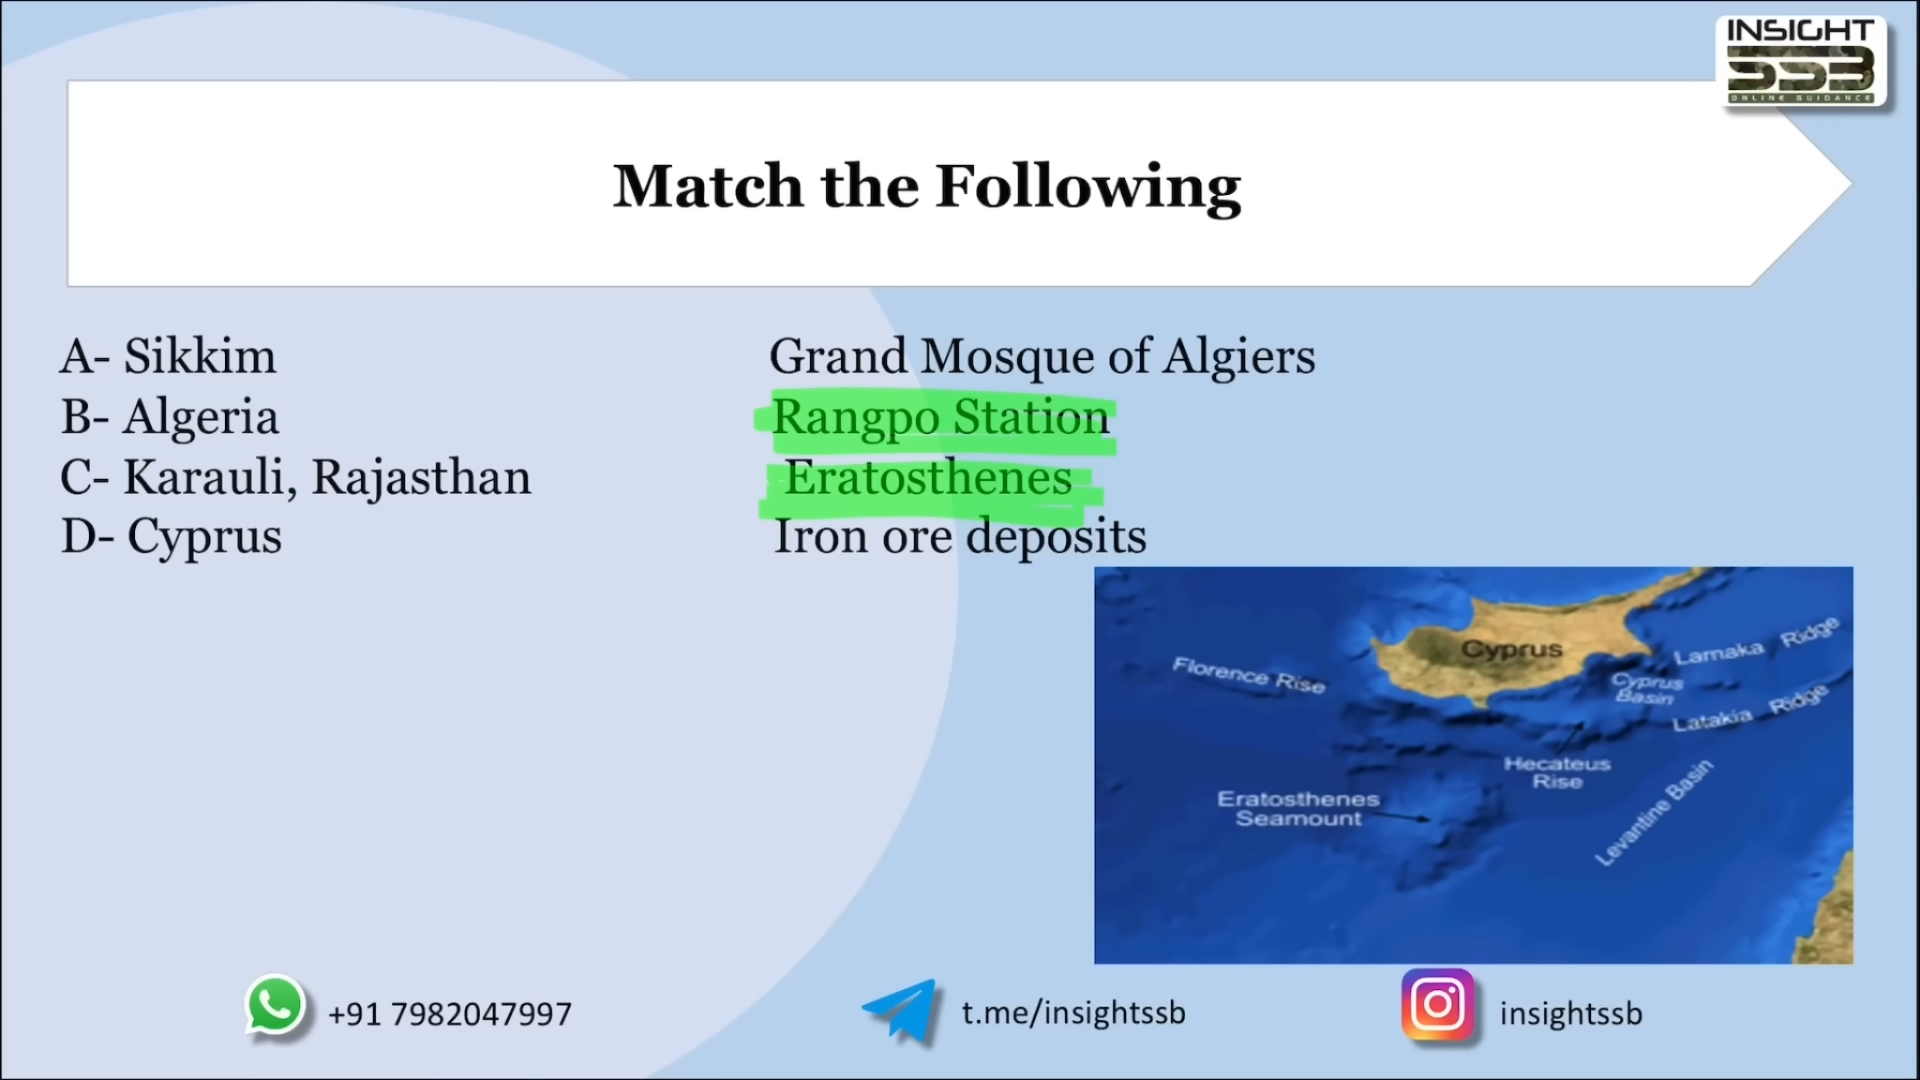 INSIGHT
SSB
ONLINE GUIDANCE
Match the Following
A- Sikkim
Grand Mosque of Algiers
B- Algeria
Rangpo Station
C- Karauli, Rajasthan
Eratosthenes
D- Cyprus
Iron ore deposits
Cyprus
Florence Rise
Larnaka Ridge
Cyprus
Basin
Latakia Ridge
Hecateus
Rise
Eratosthenes
Seamount
Levantine Basin
+91 7982047997
t.me/insightssb
insightssb